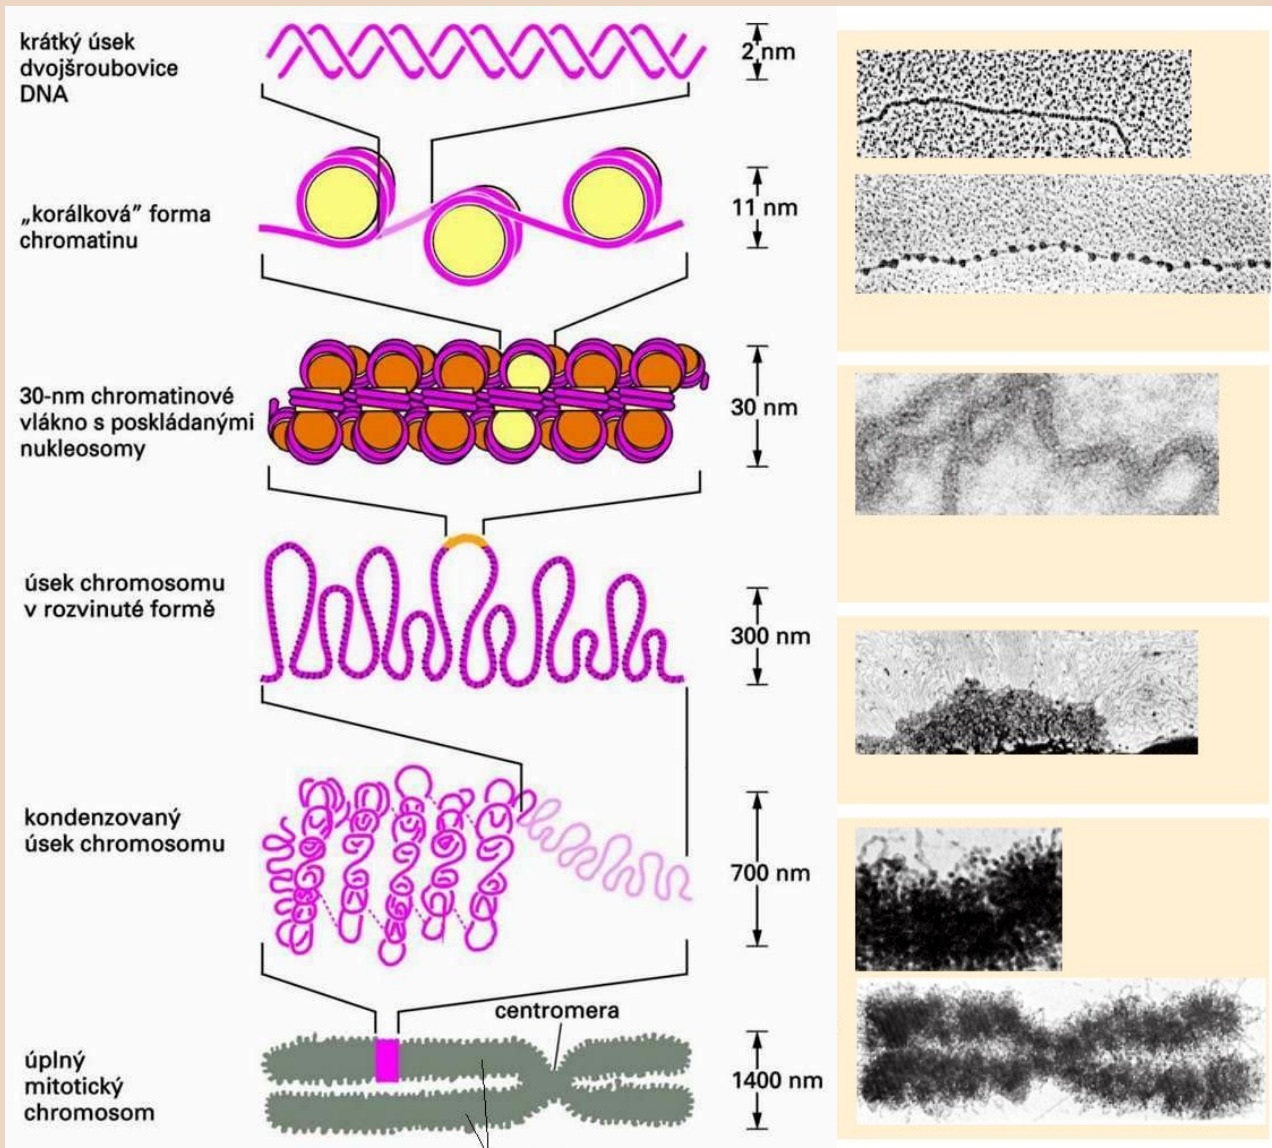 krátký úsek
dvojšroubovice
DNA
2 nm
„korálková” forma
chromatinu
11 nm
30-nm chromatinové
vlákno s poskládanými
nukleosomy
30 nm
úsek chromosomu
v rozvinuté formě
300 nm
kondenzovaný
úsek chromosomu
700 nm
centromera
úplný
mitotický
chromosom
1400 nm